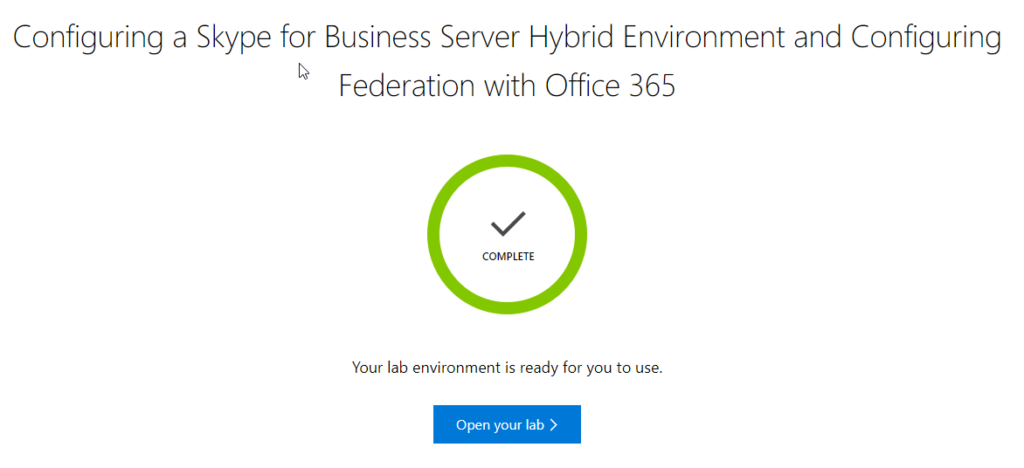 Configuring a Skype for Business Server Hybrid Environment and Configuring
Federation with Office 365
COMPLETE
Your lab environment is ready for you to use.
Open your lab